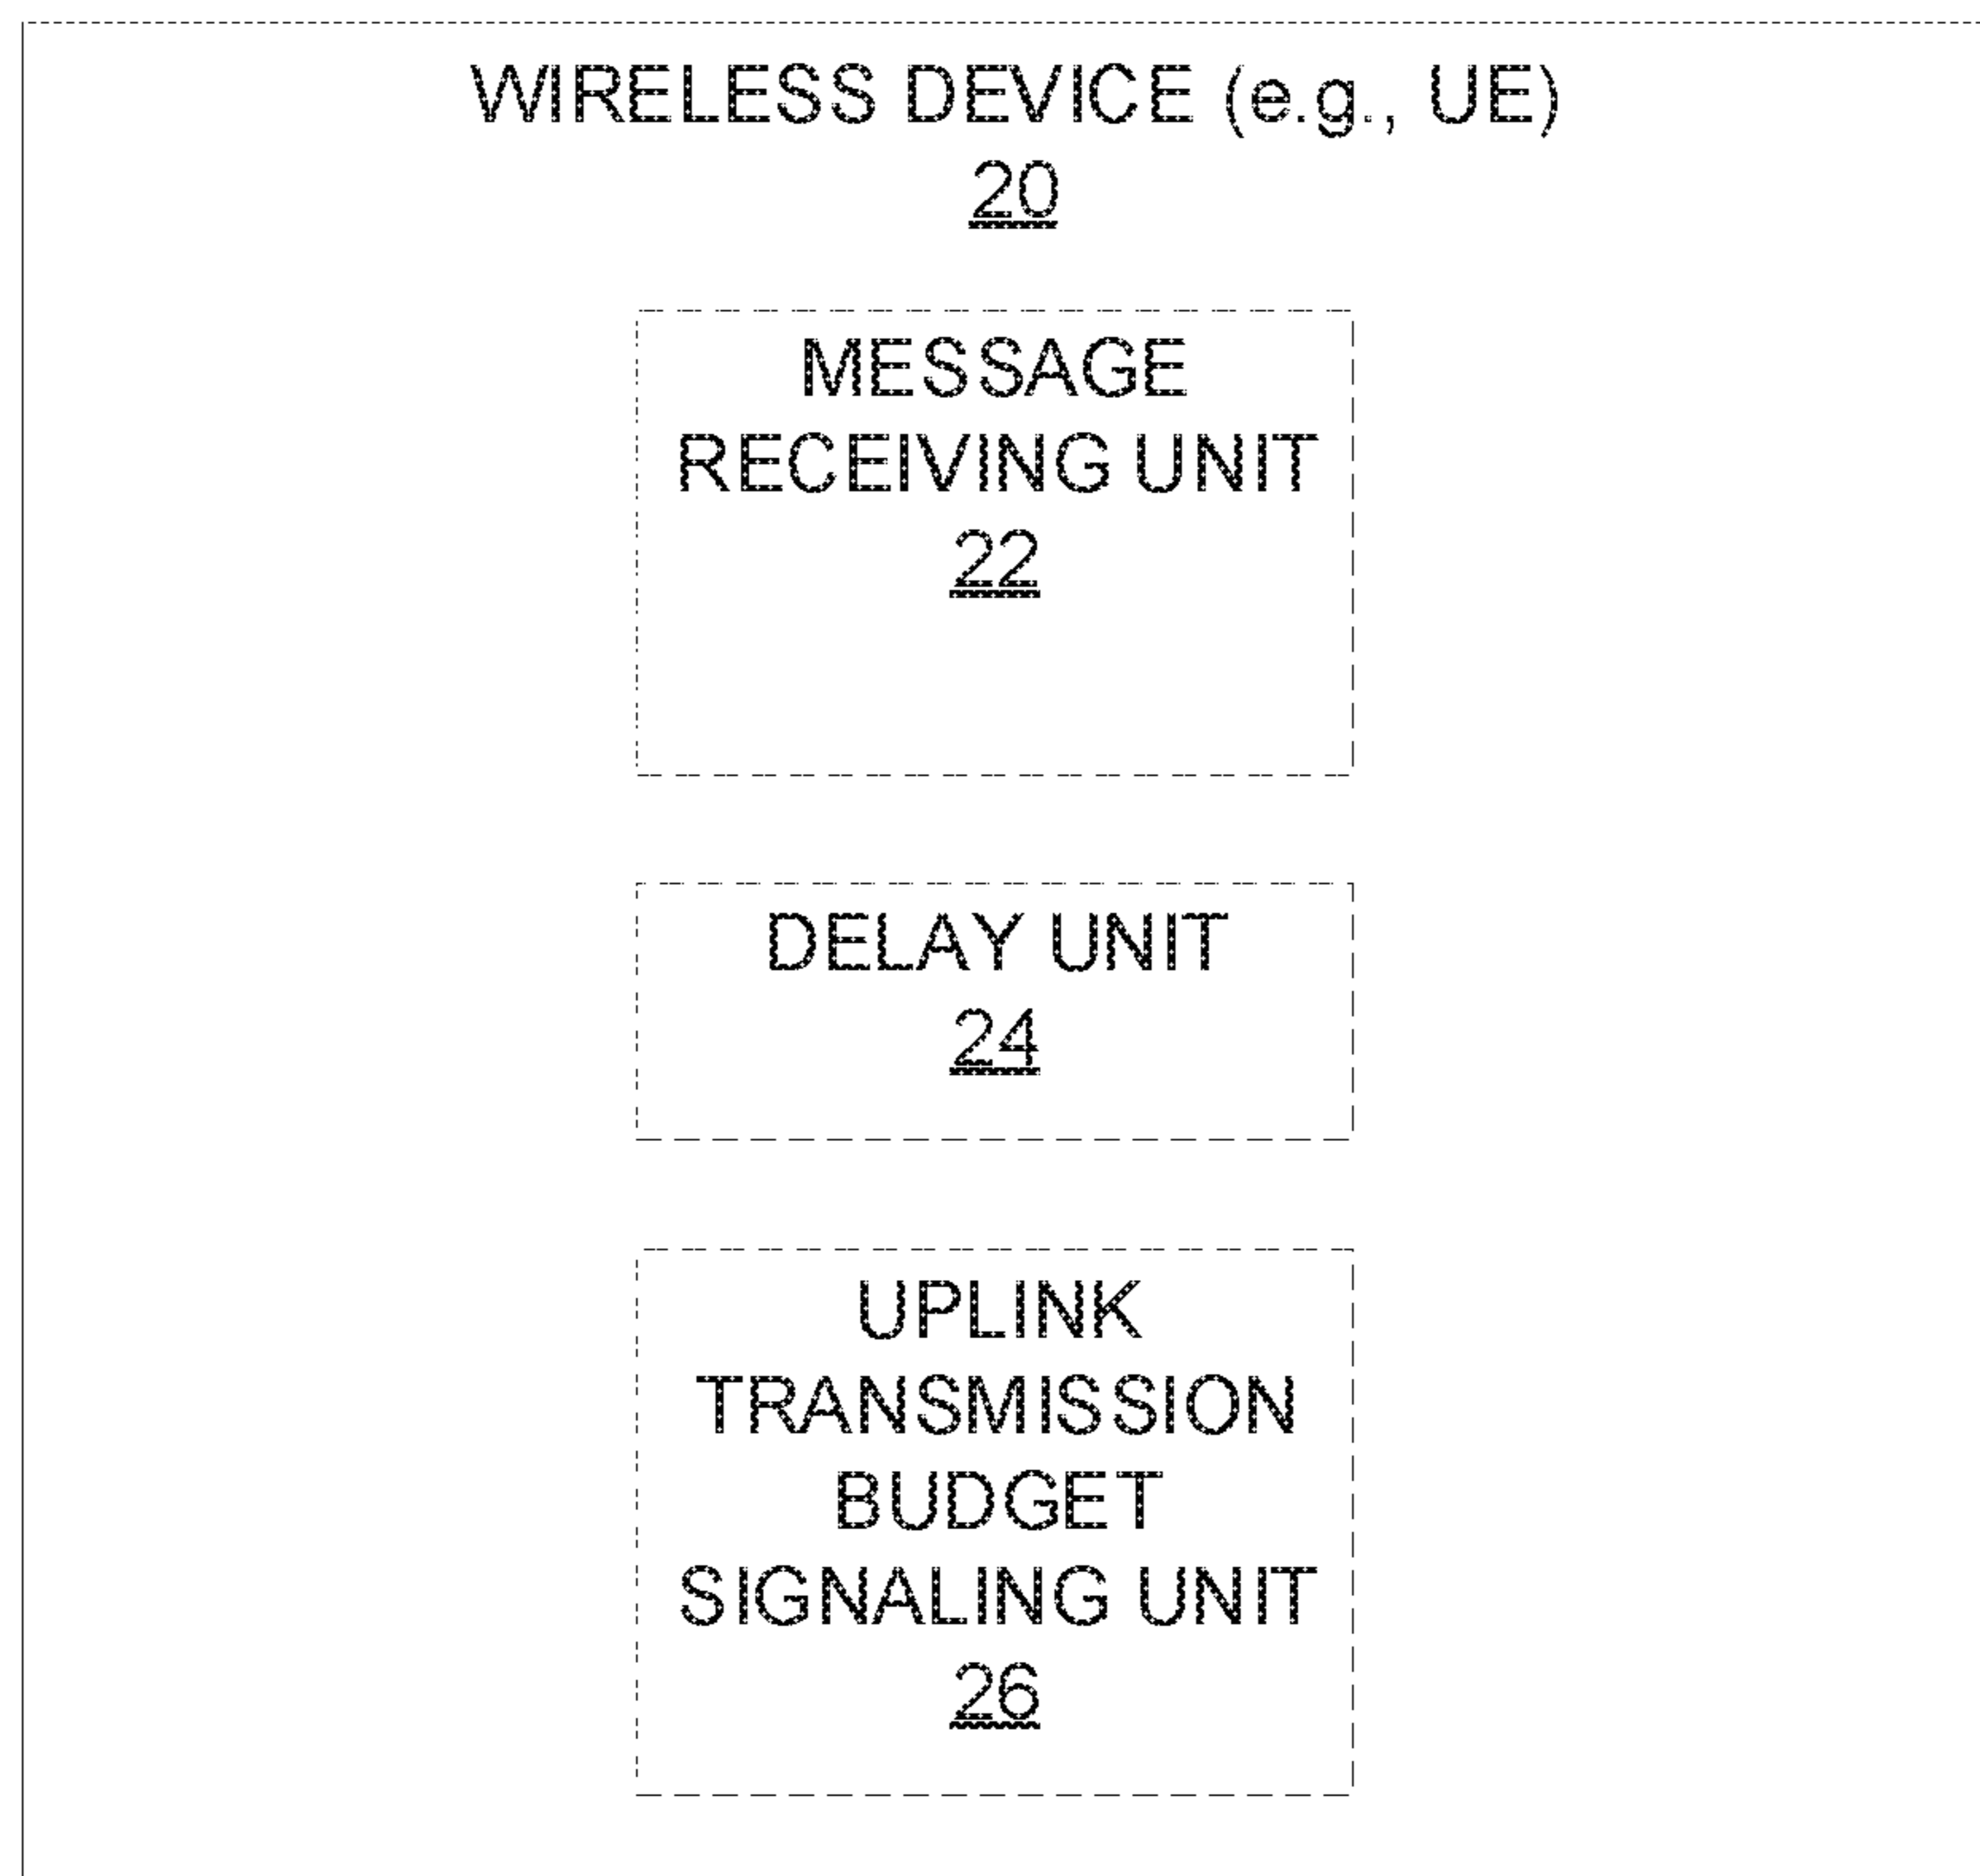 WIRELESS DEVICE (e.g., UE)
20
MESSAGE
RECEIVING UNIT
22
DELAY UNIT
24
UPLINK
TRANSMISSION
BUDGET
SIGNALING UNIT
26